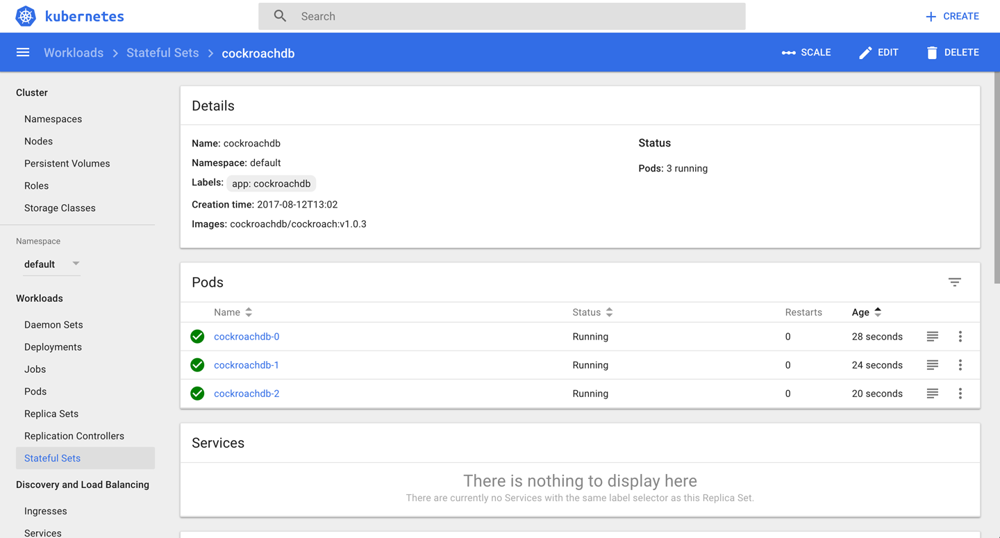 kubernetes
Search
CREATE
Workloads > Stateful Sets > cockroachdb
SCALE
EDIT
DELETE
Cluster
Namespaces
Nodes
Persistent Volumes
Roles
Storage Classes
Namespace
default
Workloads
Daemon Sets
Deployments
Jobs
Pods
Replica Sets
Replication Controllers
Stateful Sets
Discovery and Load Balancing
Ingresses
Services
Details
Name: cockroachdb
Namespace: default
Labels: app: cockroachdb
Creation time: 2017-08-12T13:02
Images: cockroachdb/cockroach:v1.0.3
Status
Pods: 3 running
Pods
Name Status Restarts Age
cockroachdb-0 Running 0 28 seconds
cockroachdb-1 Running 0 24 seconds
cockroachdb-2 Running 0 20 seconds
Services
There is nothing to display here
There are currently no Services with the same label selector as this Replica Set.